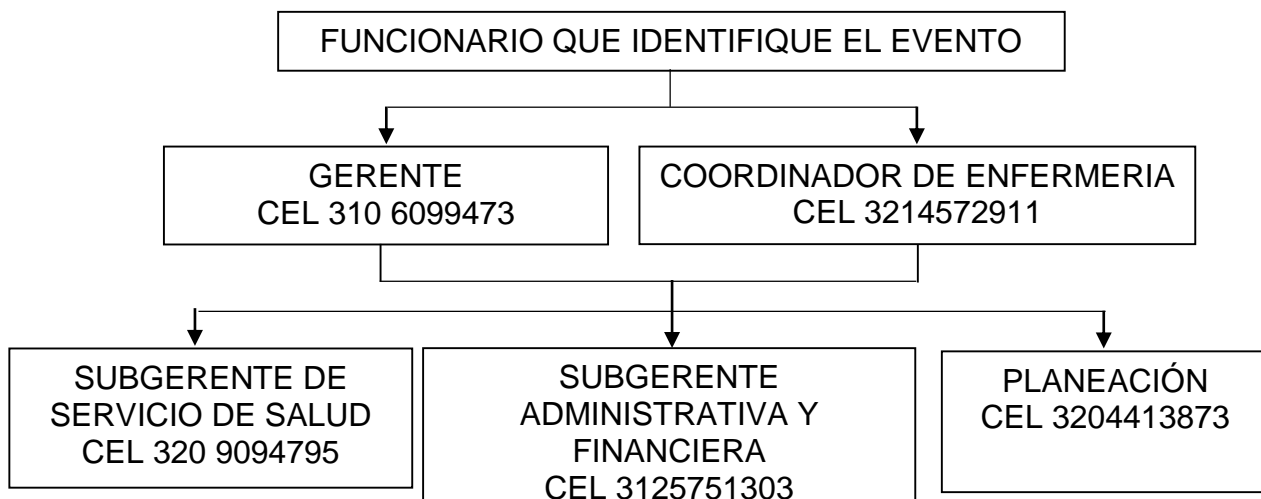 FUNCIONARIO QUE IDENTIFIQUE EL EVENTO
GERENTE
CEL 310 6099473
COORDINADOR DE ENFERMERIA
CEL 3214572911
SUBGERENTE DE
SERVICIO DE SALUD
CEL 320 9094795
SUBGERENTE
ADMINISTRATIVA Y
FINANCIERA
CEL 3125751303
PLANEACIÓN
CEL 3204413873